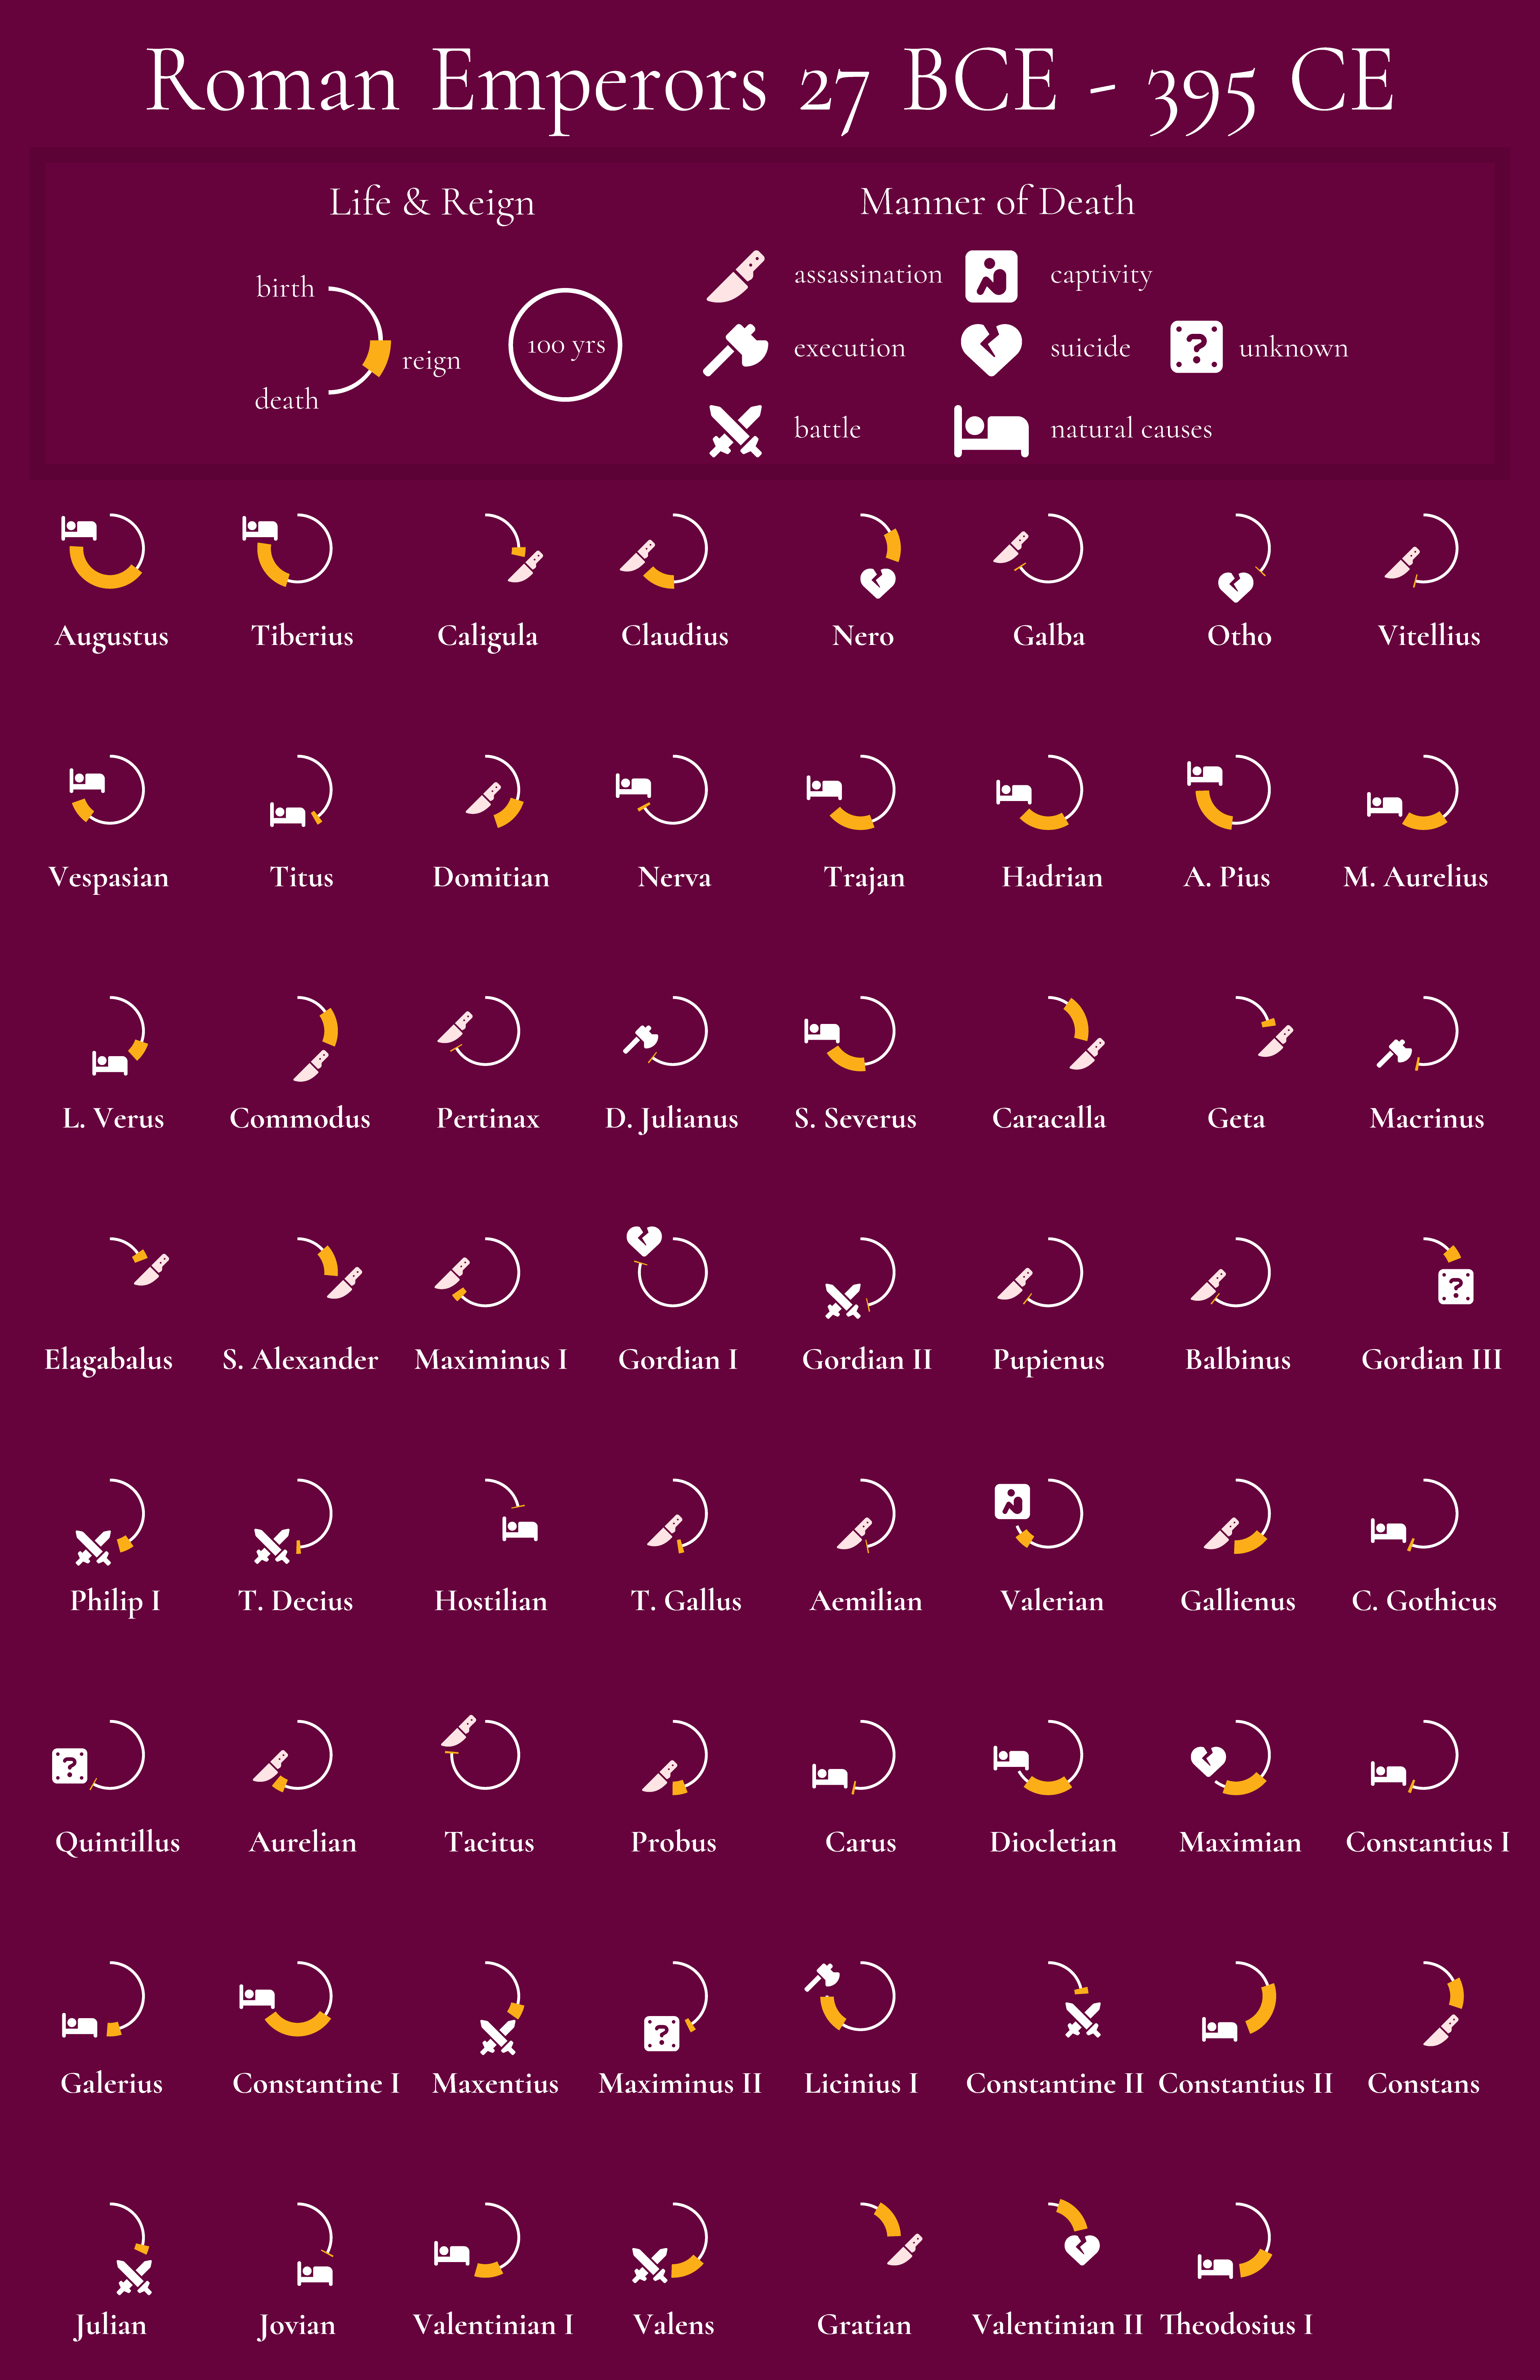 Roman Emperors 27 BCE - 395 CE
Life & Reign
birth
reign
death
100 yrs
Manner of Death
assassination
captivity
execution
suicide
?
unknown
battle
natural causes
Augustus
Tiberius
Caligula
Claudius
Nero
Galba
Otho
Vitellius
Vespasian
Titus
Domitian
Nerva
Trajan
Hadrian
A. Pius
M. Aurelius
L. Verus
Commodus
Pertinax
D. Julianus
S. Severus
Caracalla
Geta
Macrinus
?
Elagabalus
S. Alexander
Maximinus I
Gordian I
Gordian II
Pupienus
Balbinus
Gordian III
Philip I
T. Decius
Hostilian
T. Gallus
Aemilian
Valerian
Gallienus
C. Gothicus
?
Quintillus
Aurelian
Tacitus
Probus
Carus
Diocletian
Maximian
Constantius I
?
Galerius
Constantine I
Maxentius
Maximinus II
Licinius I
Constantine II
Constantius II
Constans
Julian
Jovian
Valentinian I
Valens
Gratian
Valentinian II
Theodosius I